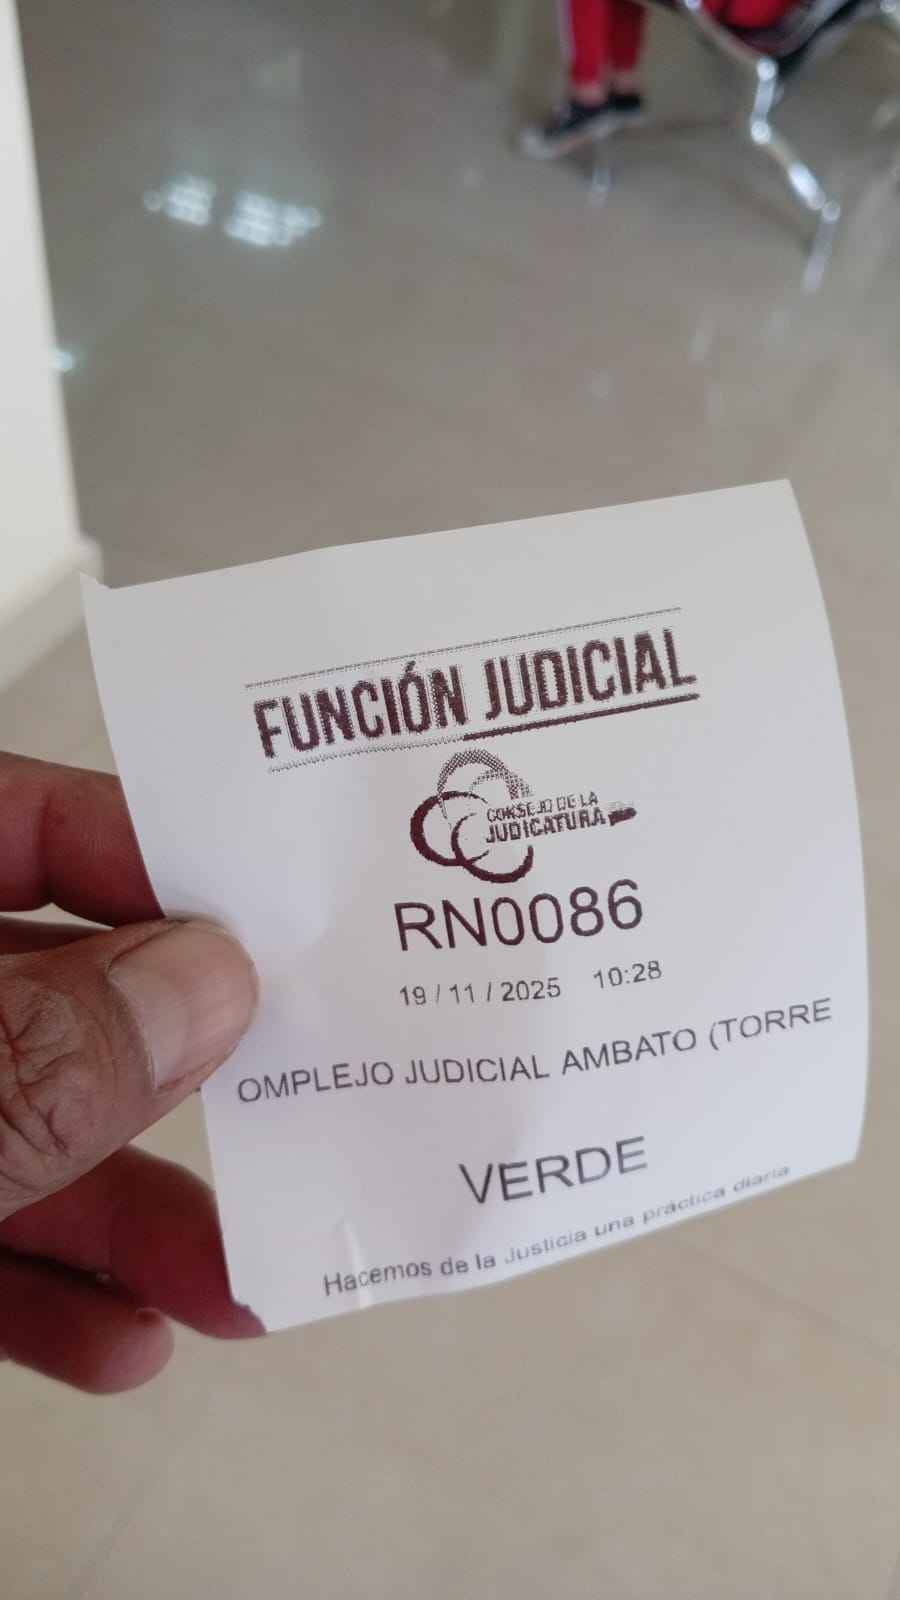 FUNCIÓN JUDICIAL
CONSEJO DE LA
JUDICATURA
RN0086
19 / 11 / 2025 10:28
OMPLEJO JUDICIAL AMBATO (TORRE
VERDE
Hacemos de la Justicia una práctica diaria